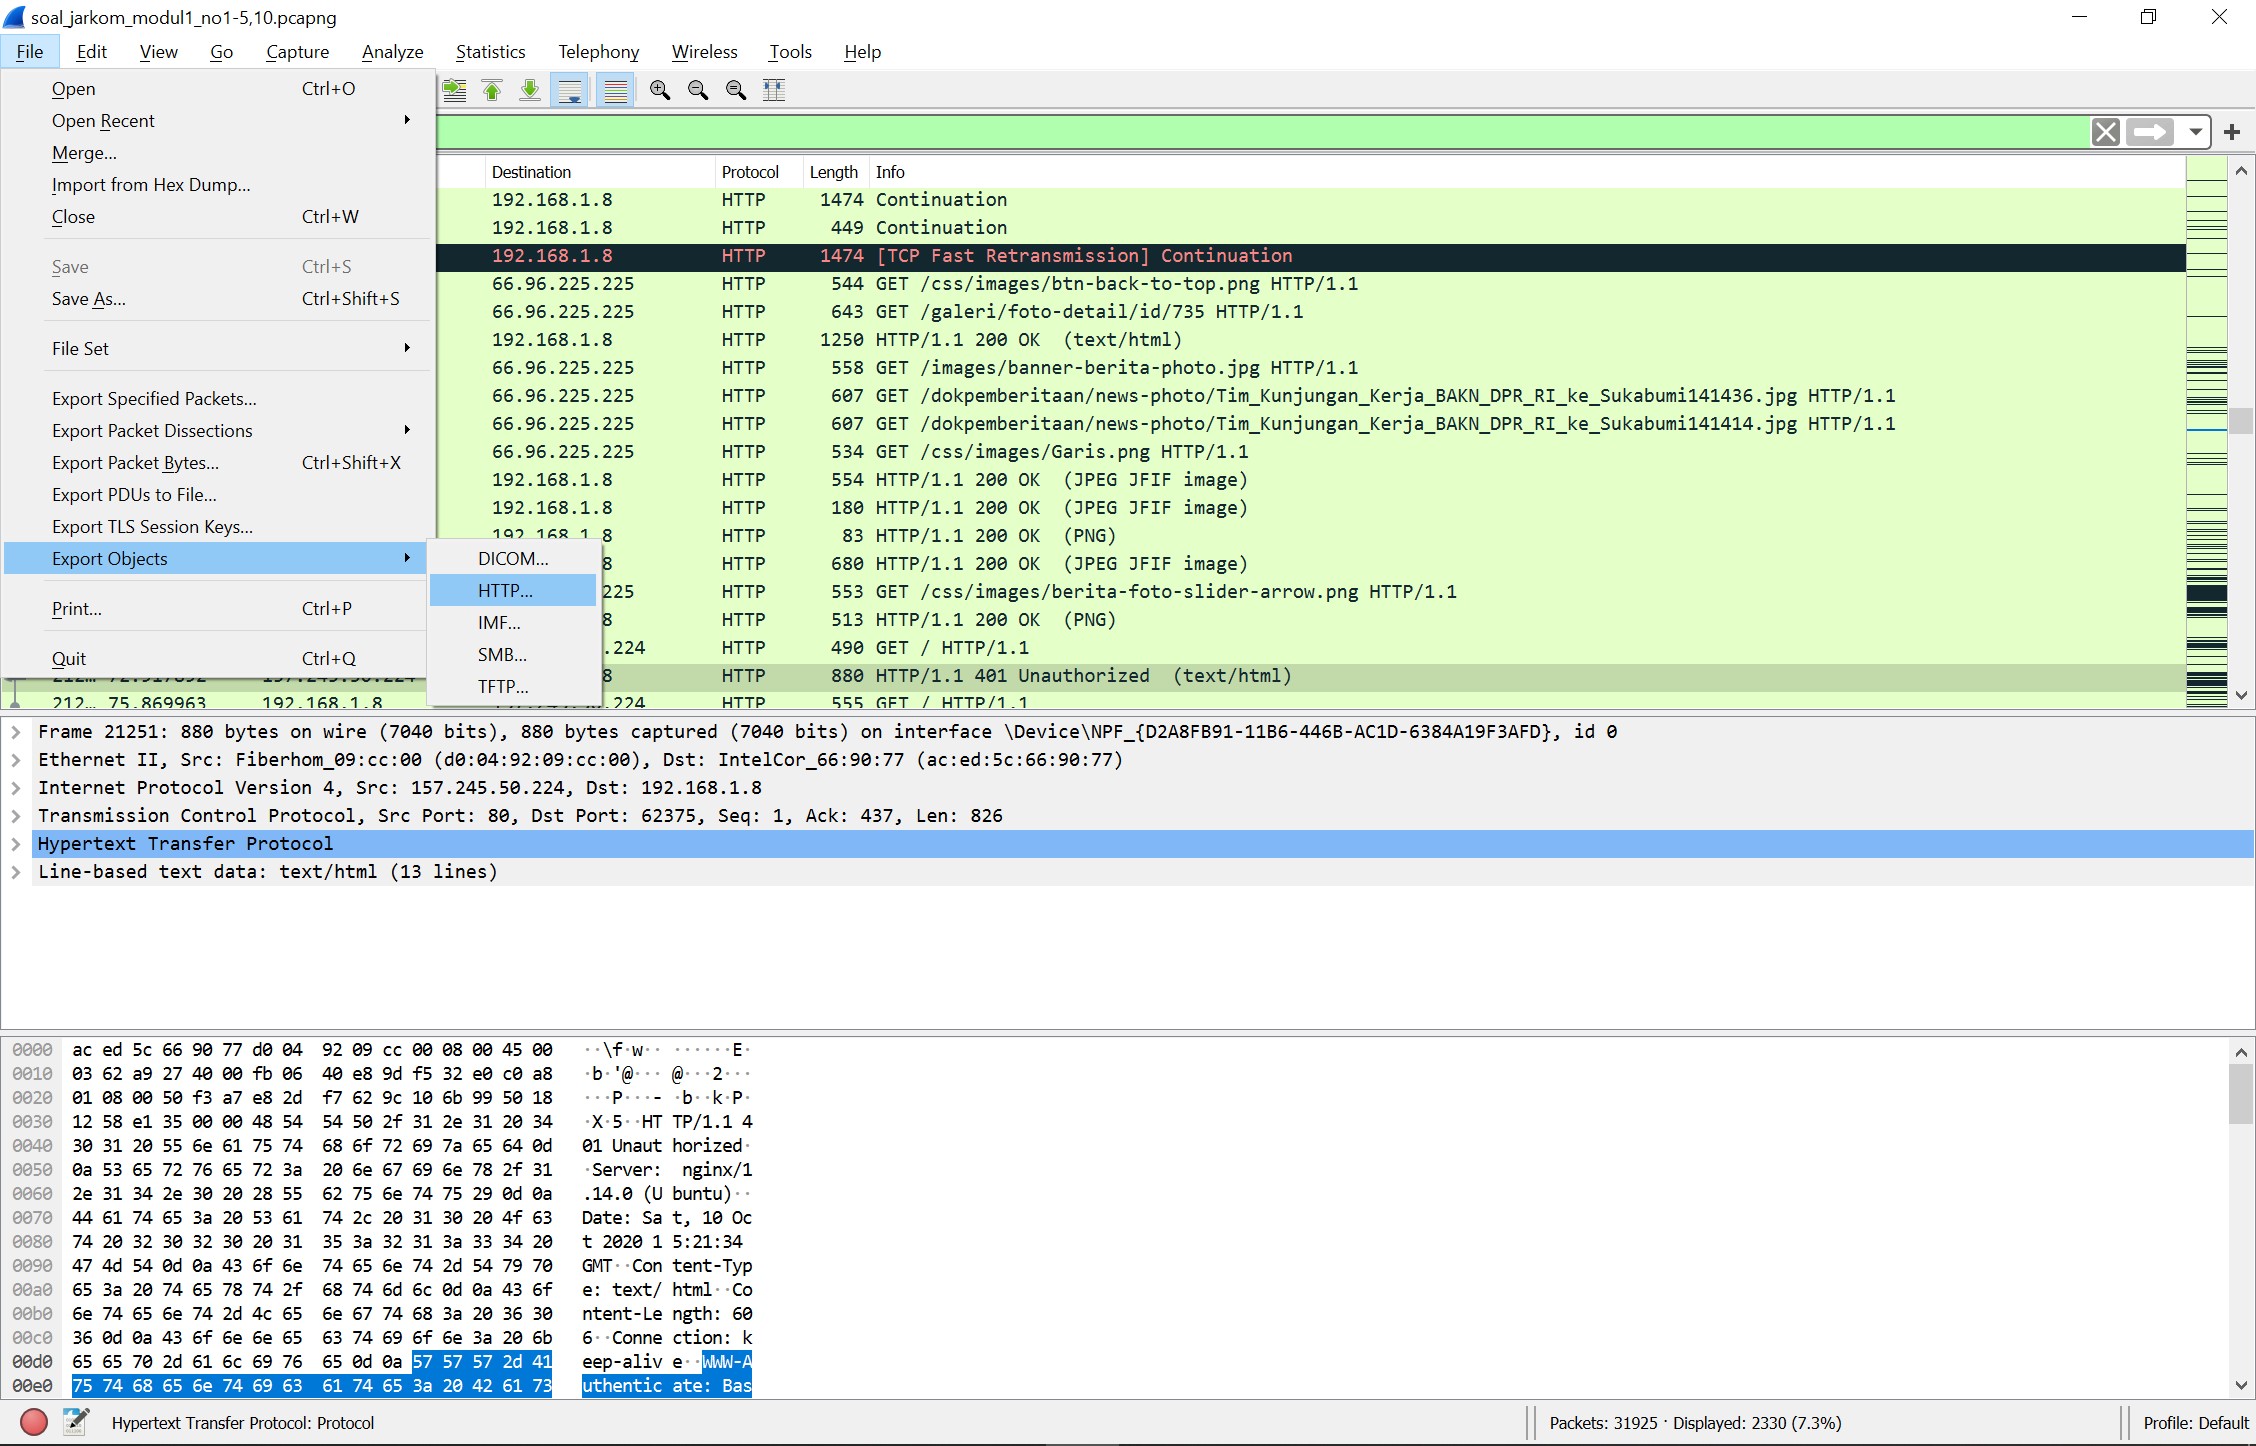 soal_jarkom_modul1_no1-5,10.pcapng
File Edit View Go Capture Analyze Statistics Telephony Wireless Tools Help
Open Ctrl+O
Open Recent
Merge...
Import from Hex Dump...
Close Ctrl+W
Save Ctrl+S
Save As... Ctrl+Shift+S
File Set
Export Specified Packets...
Export Packet Dissections
Export Packet Bytes... Ctrl+Shift+X
Export PDUs to File...
Export TLS Session Keys...
Export Objects
Print... Ctrl+P
Quit Ctrl+Q
DICOM...
HTTP...
IMF...
SMB...
TFTP...
Destination Protocol Length Info
192.168.1.8 HTTP 1474 Continuation
192.168.1.8 HTTP 449 Continuation
192.168.1.8 HTTP 1474 [TCP Fast Retransmission] Continuation
66.96.225.225 HTTP 544 GET /css/images/btn-back-to-top.png HTTP/1.1
66.96.225.225 HTTP 643 GET /galeri/foto-detail/id/735 HTTP/1.1
192.168.1.8 HTTP 1250 HTTP/1.1 200 OK (text/html)
66.96.225.225 HTTP 558 GET /images/banner-berita-photo.jpg HTTP/1.1
66.96.225.225 HTTP 607 GET /dokpemberitaan/news-photo/Tim_Kunjungan_Kerja_BAKN_DPR_RI_ke_Sukabumi141436.jpg HTTP/1.1
66.96.225.225 HTTP 607 GET /dokpemberitaan/news-photo/Tim_Kunjungan_Kerja_BAKN_DPR_RI_ke_Sukabumi141414.jpg HTTP/1.1
66.96.225.225 HTTP 534 GET /css/images/Garis.png HTTP/1.1
192.168.1.8 HTTP 554 HTTP/1.1 200 OK (JPEG JFIF image)
192.168.1.8 HTTP 180 HTTP/1.1 200 OK (JPEG JFIF image)
192.168.1.8 HTTP 83 HTTP/1.1 200 OK (PNG)
8 HTTP 680 HTTP/1.1 200 OK (JPEG JFIF image)
225 HTTP 553 GET /css/images/berita-foto-slider-arrow.png HTTP/1.1
8 HTTP 513 HTTP/1.1 200 OK (PNG)
.224 HTTP 490 GET / HTTP/1.1
212… 72.917892 157.245.50.224 8 HTTP 880 HTTP/1.1 401 Unauthorized (text/html)
212… 75.869963 192.168.1.8 157.245.50.224 HTTP 555 GET / HTTP/1.1
Frame 21251: 880 bytes on wire (7040 bits), 880 bytes captured (7040 bits) on interface \Device\NPF_{D2A8FB91-11B6-446B-AC1D-6384A19F3AFD}, id 0
Ethernet II, Src: Fiberhom_09:cc:00 (d0:04:92:09:cc:00), Dst: IntelCor_66:90:77 (ac:ed:5c:66:90:77)
Internet Protocol Version 4, Src: 157.245.50.224, Dst: 192.168.1.8
Transmission Control Protocol, Src Port: 80, Dst Port: 62375, Seq: 1, Ack: 437, Len: 826
Hypertext Transfer Protocol
Line-based text data: text/html (13 lines)
0000 ac ed 5c 66 90 77 d0 04 92 09 cc 00 08 00 45 00 ··\f·w·· ······E·
0010 03 62 a9 27 40 00 fb 06 40 e8 9d f5 32 e0 c0 a8 ·b·'@··· @···2···
0020 01 08 00 50 f3 a7 e8 2d f7 62 9c 10 6b 99 50 18 ···P···- ·b··k·P·
0030 12 58 e1 35 00 00 48 54 54 50 2f 31 2e 31 20 34 ·X·5··HT TP/1.1 4
0040 30 31 20 55 6e 61 75 74 68 6f 72 69 7a 65 64 0d 01 Unaut horized·
0050 0a 53 65 72 76 65 72 3a 20 6e 67 69 6e 78 2f 31 ·Server: nginx/1
0060 2e 31 34 2e 30 20 28 55 62 75 6e 74 75 29 0d 0a .14.0 (U buntu)··
0070 44 61 74 65 3a 20 53 61 74 2c 20 31 30 20 4f 63 Date: Sa t, 10 Oc
0080 74 20 32 30 32 30 20 31 35 3a 32 31 3a 33 34 20 t 2020 1 5:21:34
0090 47 4d 54 0d 0a 43 6f 6e 74 65 6e 74 2d 54 79 70 GMT··Con tent-Typ
00a0 65 3a 20 74 65 78 74 2f 68 74 6d 6c 0d 0a 43 6f e: text/ html··Co
00b0 6e 74 65 6e 74 2d 4c 65 6e 67 74 68 3a 20 36 30 ntent-Le ngth: 60
00c0 36 0d 0a 43 6f 6e 6e 65 63 74 69 6f 6e 3a 20 6b 6··Conne ction: k
00d0 65 65 70 2d 61 6c 69 76 65 0d 0a 57 57 57 2d 41 eep-aliv e··WWW-A
00e0 75 74 68 65 6e 74 69 63 61 74 65 3a 20 42 61 73 uthentic ate: Bas
Hypertext Transfer Protocol: Protocol Packets: 31925 · Displayed: 2330 (7.3%) Profile: Default